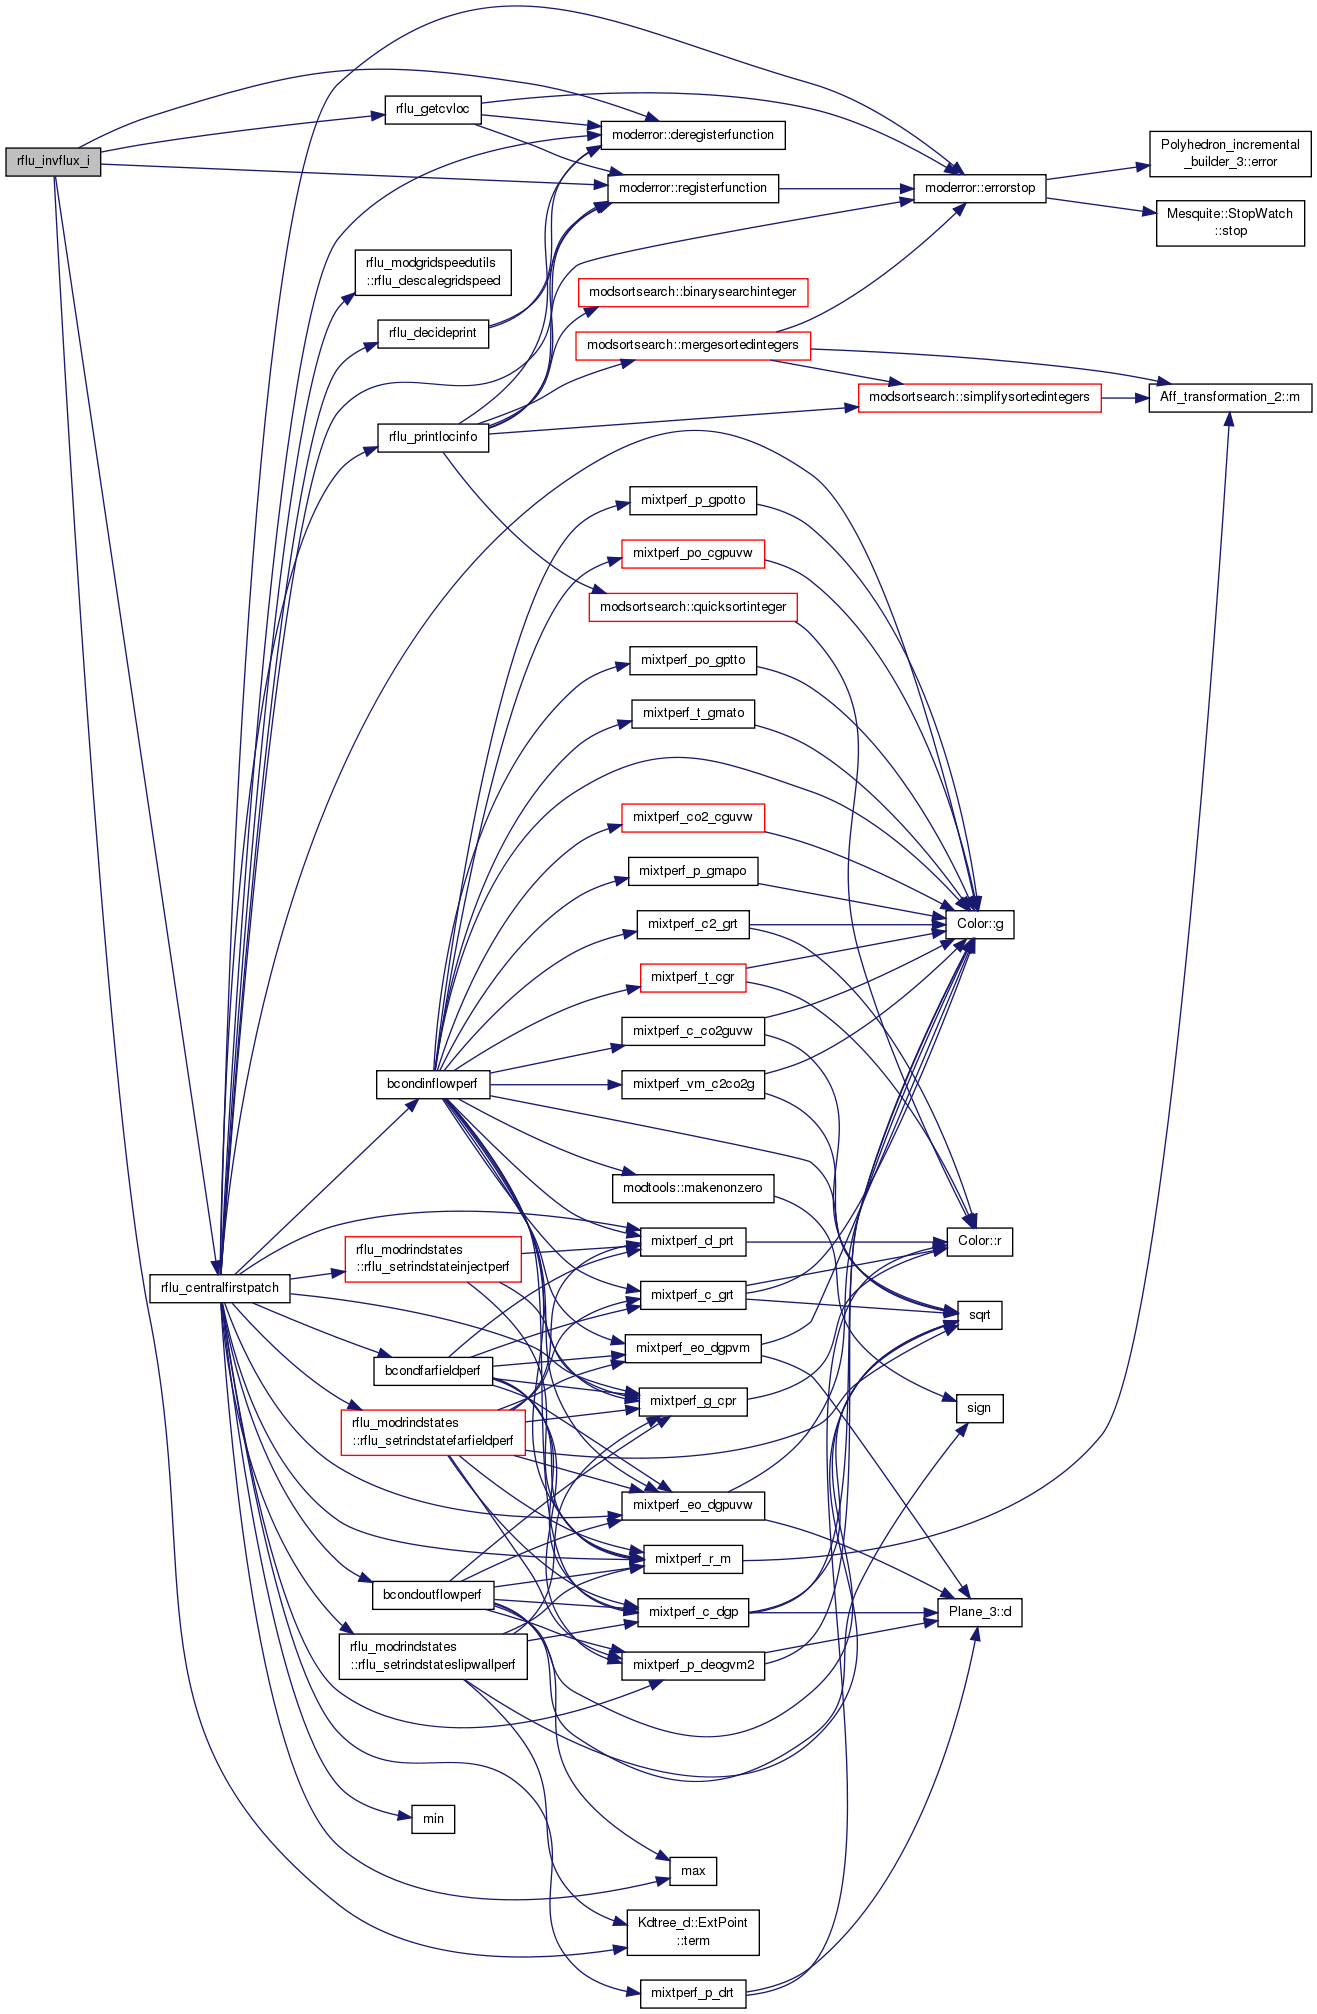 rflu_invflux_i
rflu_getcvloc
moderror::deregisterfunction
moderror::registerfunction
moderror::errorstop
Polyhedron_incremental
_builder_3::error
Mesquite::StopWatch
::stop
rflu_modgridspeedutils
::rflu_descalegridspeed
rflu_decideprint
modsortsearch::binarysearchinteger
modsortsearch::mergesortedintegers
modsortsearch::simplifysortedintegers
Aff_transformation_2::m
rflu_printlocinfo
mixtperf_p_gpotto
mixtperf_po_cgpuvw
modsortsearch::quicksortinteger
mixtperf_po_gptto
mixtperf_t_gmato
mixtperf_co2_cguvw
mixtperf_p_gmapo
mixtperf_c2_grt
Color::g
mixtperf_t_cgr
mixtperf_c_co2guvw
bcondinflowperf
mixtperf_vm_c2co2g
modtools::makenonzero
mixtperf_d_prt
Color::r
rflu_modrindstates
::rflu_setrindstateinjectperf
rflu_centralfirstpatch
mixtperf_c_grt
sqrt
mixtperf_eo_dgpvm
bcondfarfieldperf
mixtperf_g_cpr
sign
rflu_modrindstates
::rflu_setrindstatefarfieldperf
mixtperf_eo_dgpuvw
mixtperf_r_m
bcondoutflowperf
mixtperf_c_dgp
Plane_3::d
rflu_modrindstates
::rflu_setrindstateslipwallperf
mixtperf_p_deogvm2
min
max
Kdtree_d::ExtPoint
::term
mixtperf_p_drt